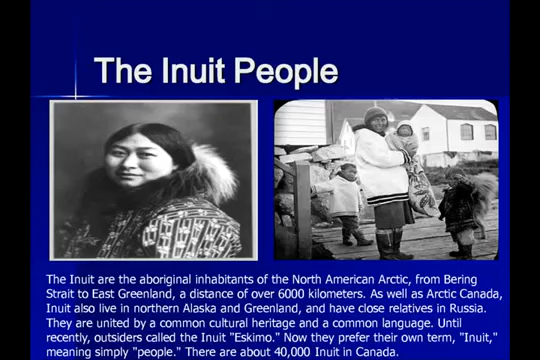 The Inuit People
The Inuit are the aboriginal inhabitants of the North American Arctic, from Bering
Strait to East Greenland, a distance of over 6000 kilometers. As well as Arctic Canada,
Inuit also live in northern Alaska and Greenland, and have close relatives in Russia.
They are united by a common cultural heritage and a common language. Until
recently, outsiders called the Inuit "Eskimo." Now they prefer their own term, "Inuit,"
meaning simply "people." There are about 40,000 Inuit in Canada.